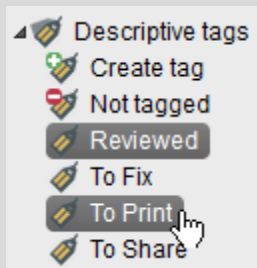 Descriptive tags
Create tag
Not tagged
Reviewed
To Fix
To Print
To Share